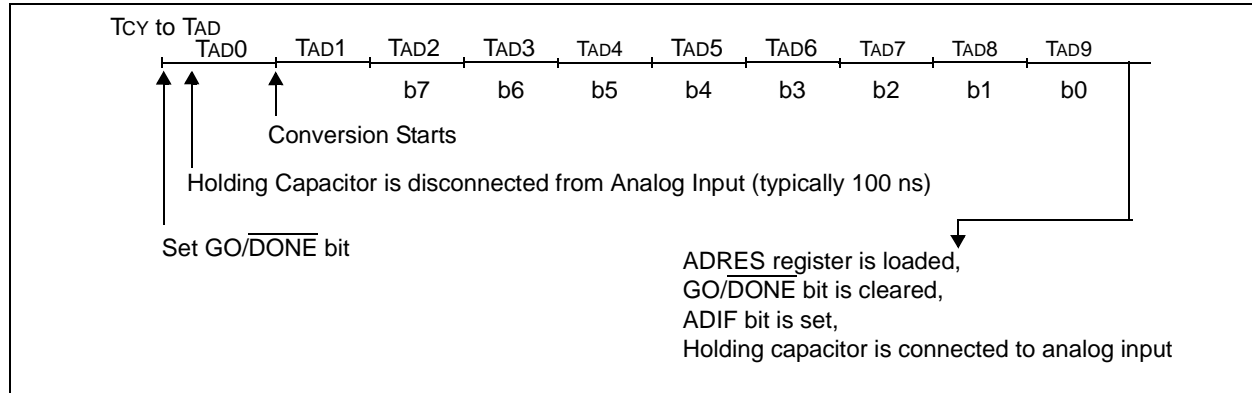 TCY to TAD
TAD0 TAD1 TAD2 TAD3 TAD4 TAD5 TAD6 TAD7 TAD8 TAD9
b7 b6 b5 b4 b3 b2 b1 b0
Conversion Starts
Holding Capacitor is disconnected from Analog Input (typically 100 ns)
Set GO/DONE bit
ADRES register is loaded,
GO/DONE bit is cleared,
ADIF bit is set,
Holding capacitor is connected to analog input